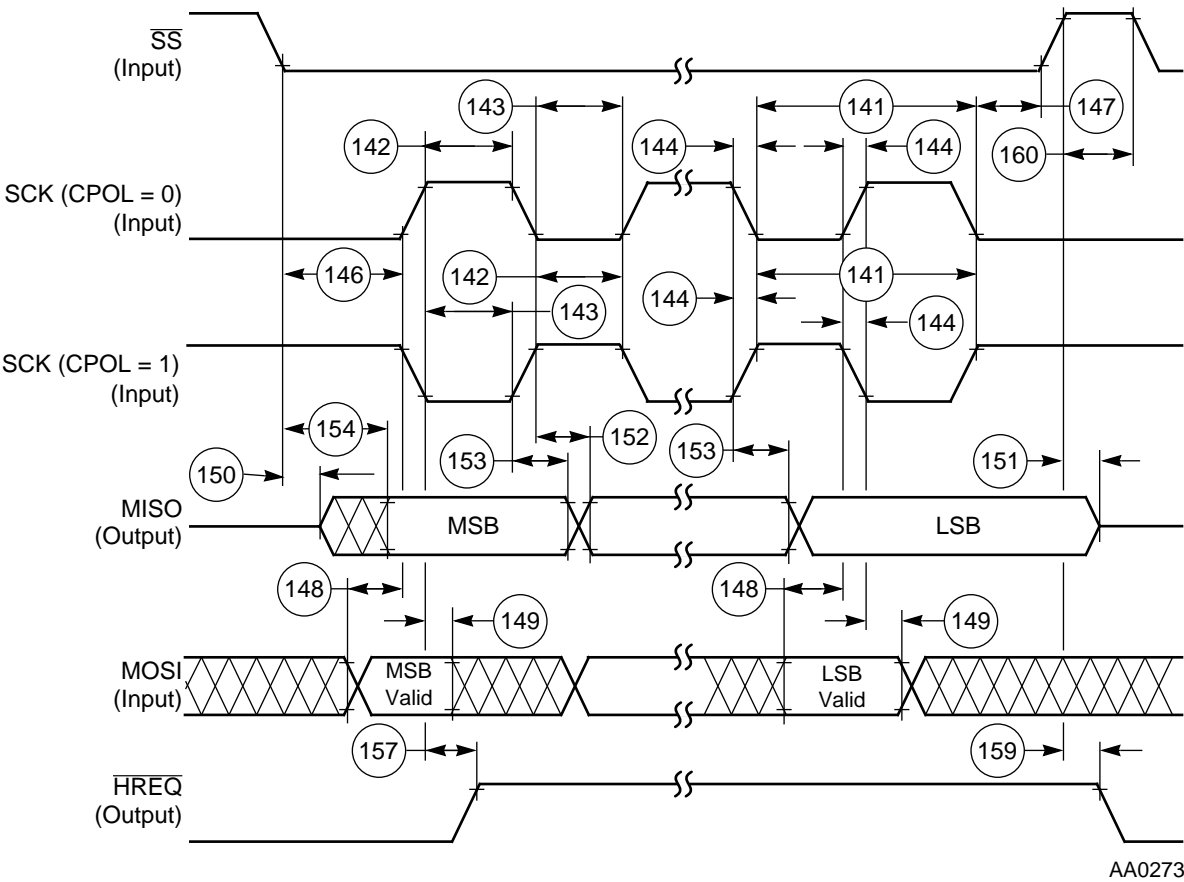 SS
(Input)
143
141
147
142
144
144
160
SCK (CPOL = 0)
(Input)
146
142
141
144
143
144
SCK (CPOL = 1)
(Input)
154
152
153
153
150
151
MISO
(Output)
MSB
LSB
148
148
149
149
MOSI
(Input)
MSB
Valid
LSB
Valid
157
159
HREQ
(Output)
AA0273